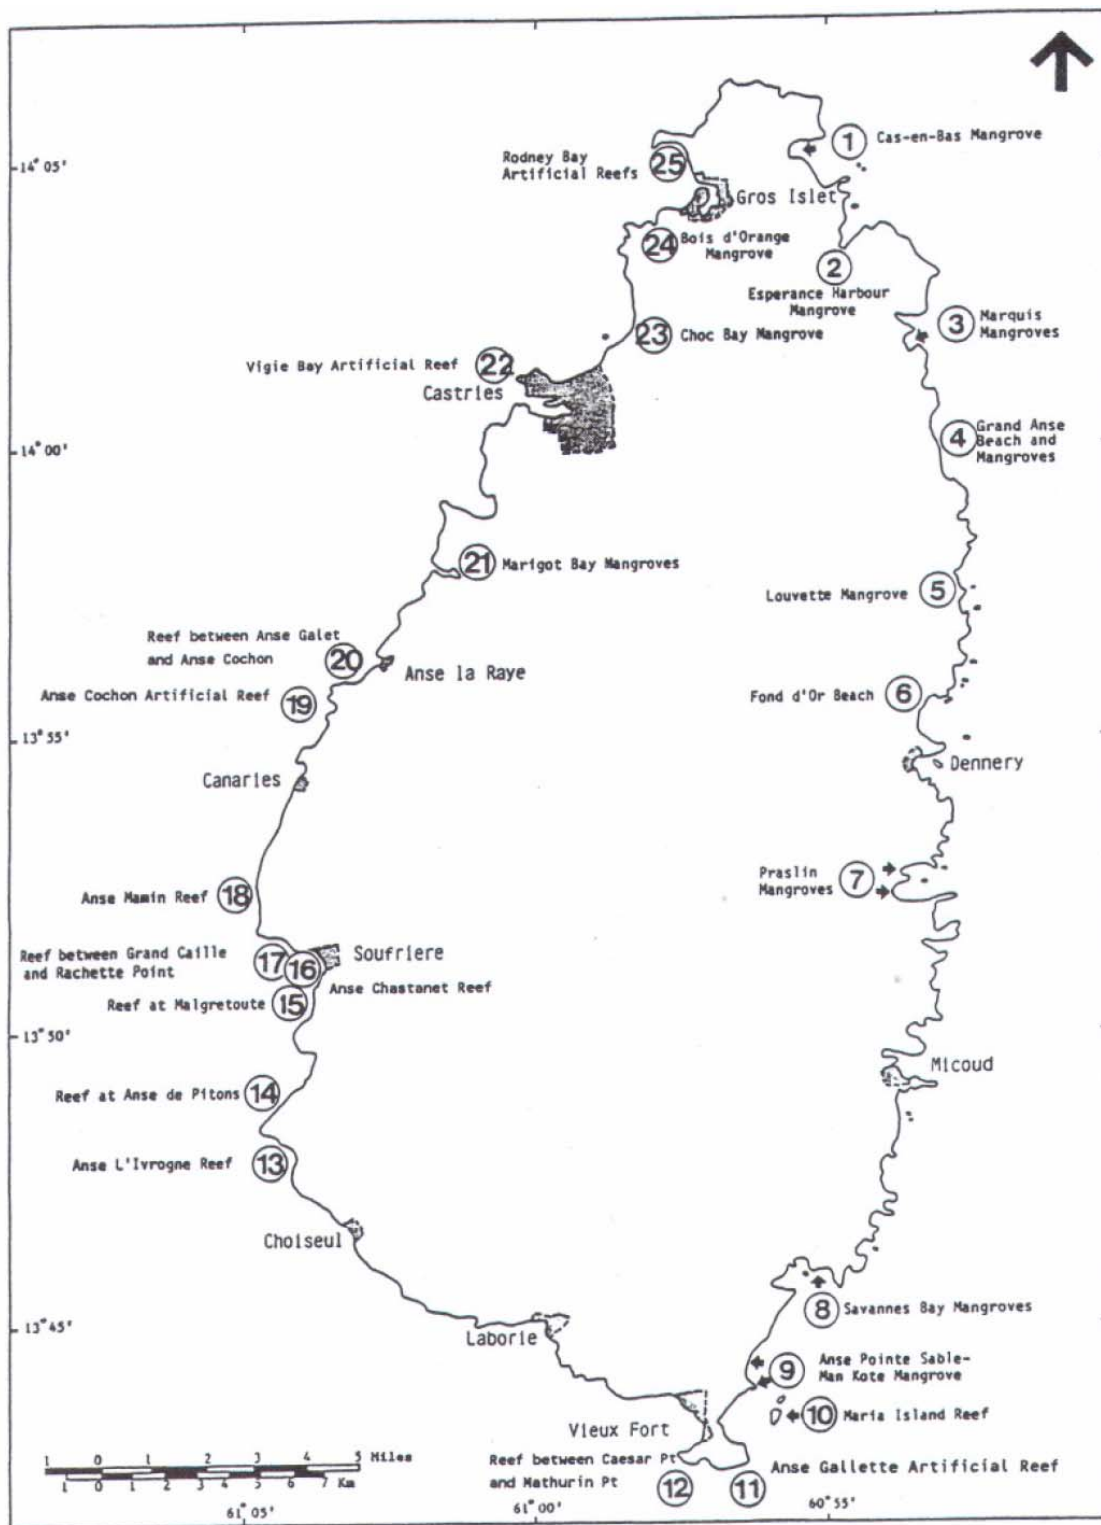 1 Cas-en-Bas Mangrove
14°05'
Rodney Bay
Artificial Reefs
25
Gros Islet
24
Bois d'Orange
Mangrove
2
Esperance Harbour
Mangrove
3
Marquis
Mangroves
23 Choc Bay Mangrove
Vigie Bay Artificial Reef 22
Castries
4
Grand Anse
Beach and
Mangroves
14°00'
21 Marigot Bay Mangroves
Louvette Mangrove 5
Reef between Anse Galet
and Anse Cochon
20
Anse la Raye
Anse Cochon Artificial Reef 19
Fond d'Or Beach 6
13°55'
Canaries
Dennery
Praslin
Mangroves
7
Anse Mamin Reef 18
Reef between Grand Caille
and Rachette Point
17
16
Soufriere
Anse Chastanet Reef
Reef at Malgretoute 15
13°50'
Micoud
Reef at Anse de Pitons 14
Anse L'Ivrogne Reef 13
Choiseul
8 Savannes Bay Mangroves
13°45'
Laborie
9
Anse Pointe Sable-
Man Kote Mangrove
10 Maria Island Reef
Vieux Fort
Reef between Caesar Pt
and Mathurin Pt
12
11
Anse Gallette Artificial Reef
1 0 1 2 3 4 5 Miles
1 0 1 2 3 4 5 6 7 Km
61°05'
61°00'
60°55'